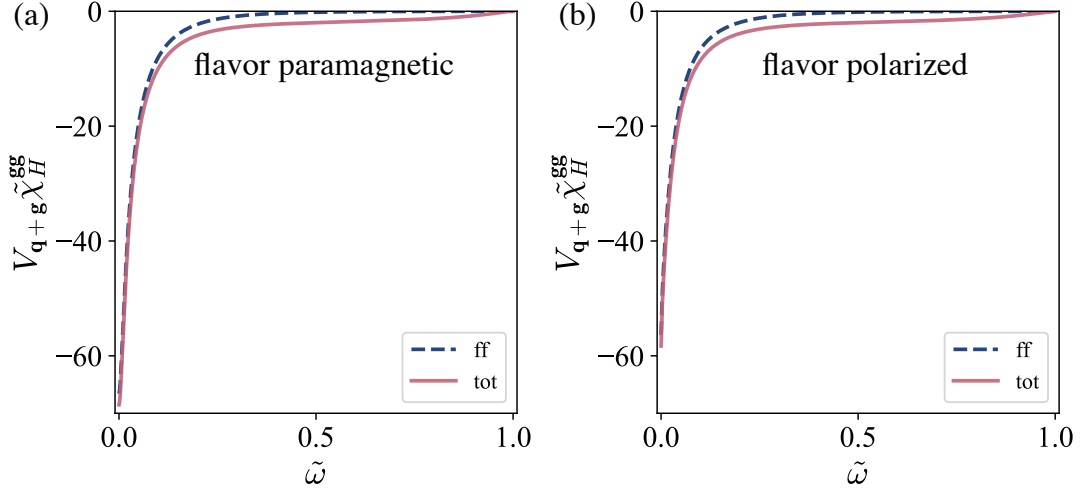 (a)
flavor paramagnetic
0
−20
−40
−60
V_{q+g} χ̃_H^{gg}
ff
tot
0.0 0.5 1.0
ω̃
(b)
flavor polarized
0
−20
−40
−60
V_{q+g} χ̃_H^{gg}
ff
tot
0.0 0.5 1.0
ω̃